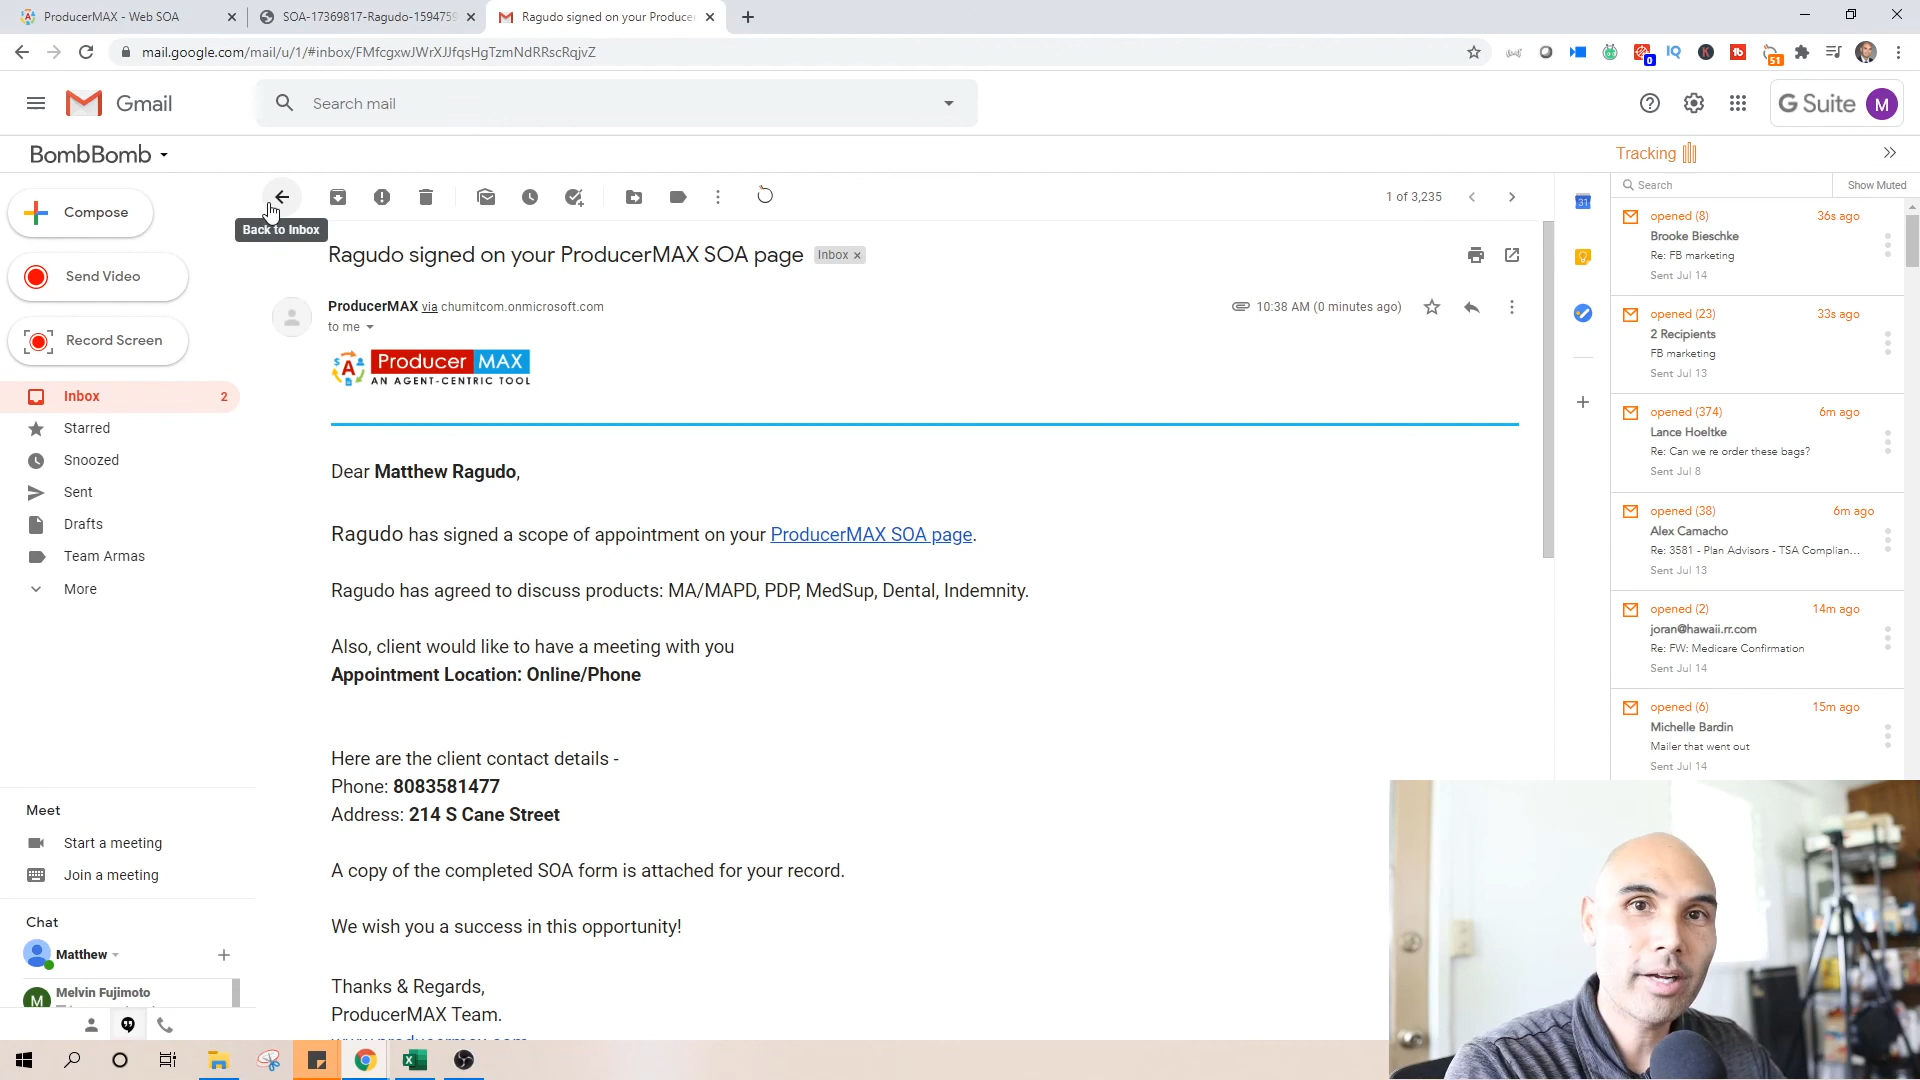 ProducerMAX - Web SOA
SOA-17369817-Ragudo-1594759
Ragudo signed on your Producer
mail.google.com/mail/u/1/#inbox/FMfcgxwJWrXJJfqsHgTzmNdRRscRqjvZ
0
IQ
K
51
Gmail
Search mail
G Suite M
BombBomb
Tracking
Compose
Send Video
Record Screen
Inbox 2
Starred
Snoozed
Sent
Drafts
Team Armas
More
Meet
Start a meeting
Join a meeting
Chat
Matthew
M Melvin Fujimoto
Back to Inbox
1 of 3,235
Ragudo signed on your ProducerMAX SOA page Inbox ×
ProducerMAX via chumitcom.onmicrosoft.com
10:38 AM (0 minutes ago)
to me
Producer MAX
AN AGENT-CENTRIC TOOL
Dear Matthew Ragudo,
Ragudo has signed a scope of appointment on your ProducerMAX SOA page.
Ragudo has agreed to discuss products: MA/MAPD, PDP, MedSup, Dental, Indemnity.
Also, client would like to have a meeting with you
Appointment Location: Online/Phone
Here are the client contact details -
Phone: 8083581477
Address: 214 S Cane Street
A copy of the completed SOA form is attached for your record.
We wish you a success in this opportunity!
Thanks & Regards,
ProducerMAX Team.
31
Search
Show Muted
opened (8) 36s ago
Brooke Bieschke
Re: FB marketing
Sent Jul 14
opened (23) 33s ago
2 Recipients
FB marketing
Sent Jul 13
opened (374) 6m ago
Lance Hoeltke
Re: Can we re order these bags?
Sent Jul 8
opened (38) 6m ago
Alex Camacho
Re: 3581 - Plan Advisors - TSA Complian...
Sent Jul 13
opened (2) 14m ago
joran@hawaii.rr.com
Re: FW: Medicare Confirmation
Sent Jul 14
opened (6) 15m ago
Michelle Bardin
Mailer that went out
Sent Jul 14